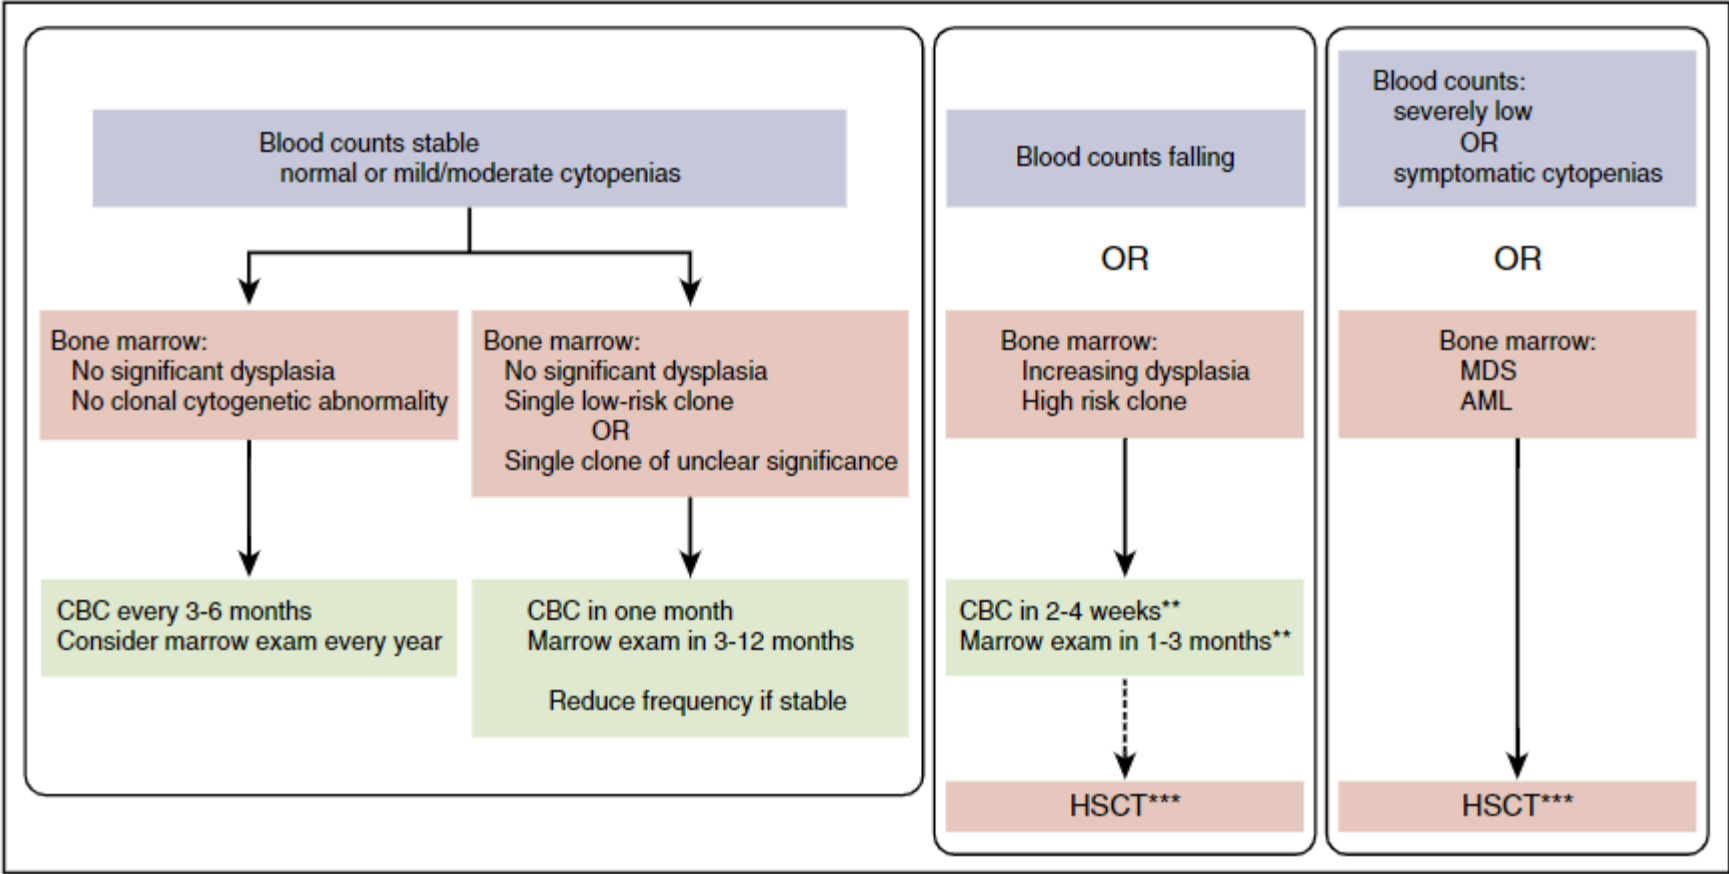 Blood counts stable
normal or mild/moderate cytopenias
Bone marrow:
No significant dysplasia
No clonal cytogenetic abnormality
CBC every 3-6 months
Consider marrow exam every year
Bone marrow:
No significant dysplasia
Single low-risk clone
OR
Single clone of unclear significance
CBC in one month
Marrow exam in 3-12 months
Reduce frequency if stable
Blood counts falling
OR
Bone marrow:
Increasing dysplasia
High risk clone
CBC in 2-4 weeks**
Marrow exam in 1-3 months**
HSCT***
Blood counts:
severely low
OR
symptomatic cytopenias
OR
Bone marrow:
MDS
AML
HSCT***